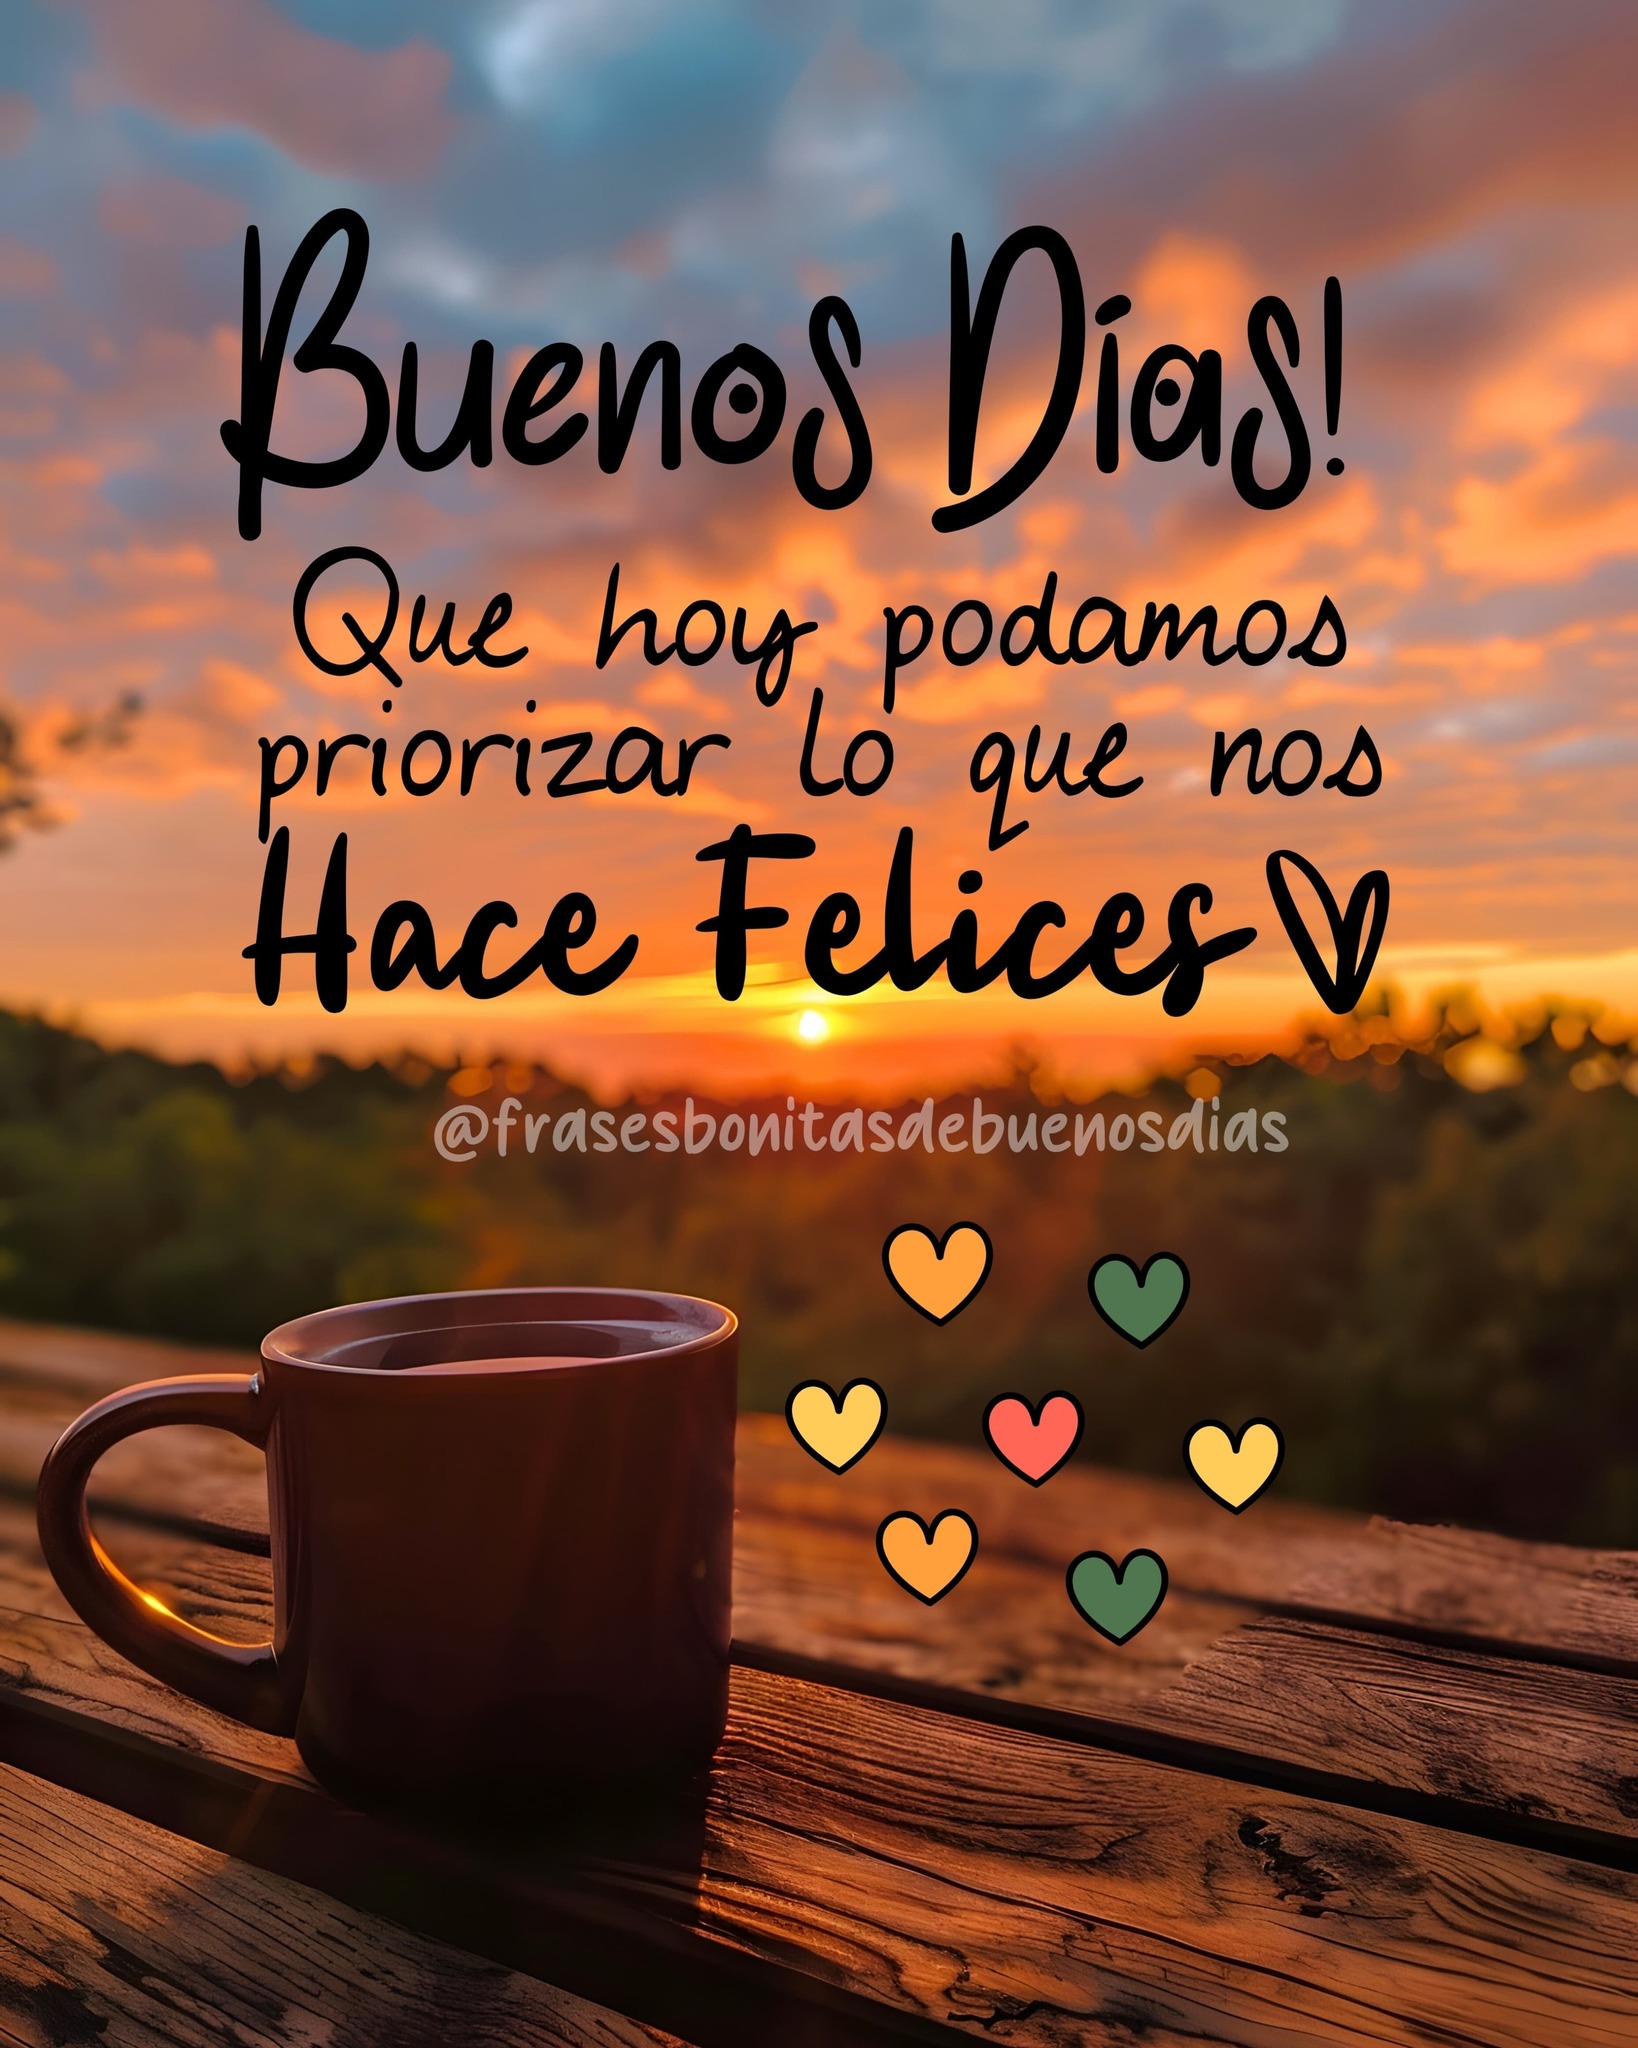 Buenos Días!
Que hoy podamos
priorizar lo que nos
Hace Felices
@frasesbonitasdebuenosdias